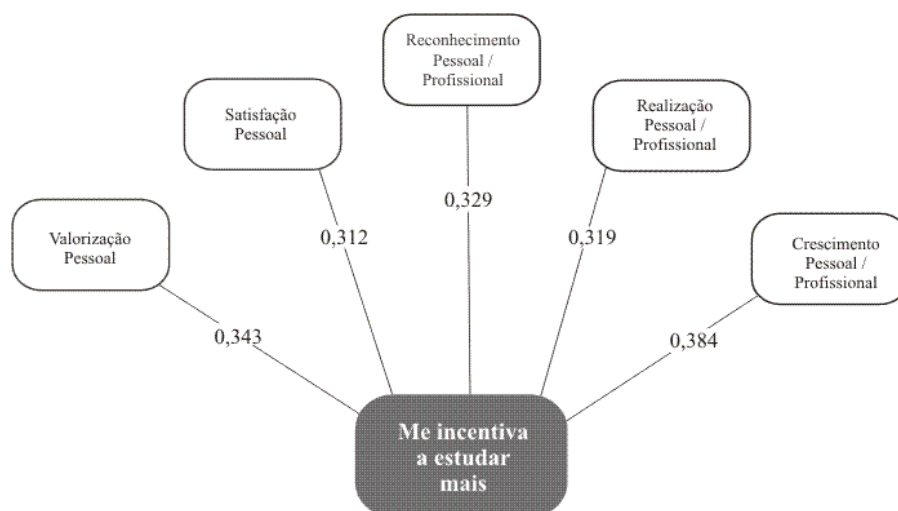 Reconhecimento
Pessoal /
Profissional
Satisfação
Pessoal
Realização
Pessoal /
Profissional
0,329
0,312
0,319
Valorização
Pessoal
Crescimento
Pessoal /
Profissional
0,343
0,384
Me incentiva
a estudar
mais